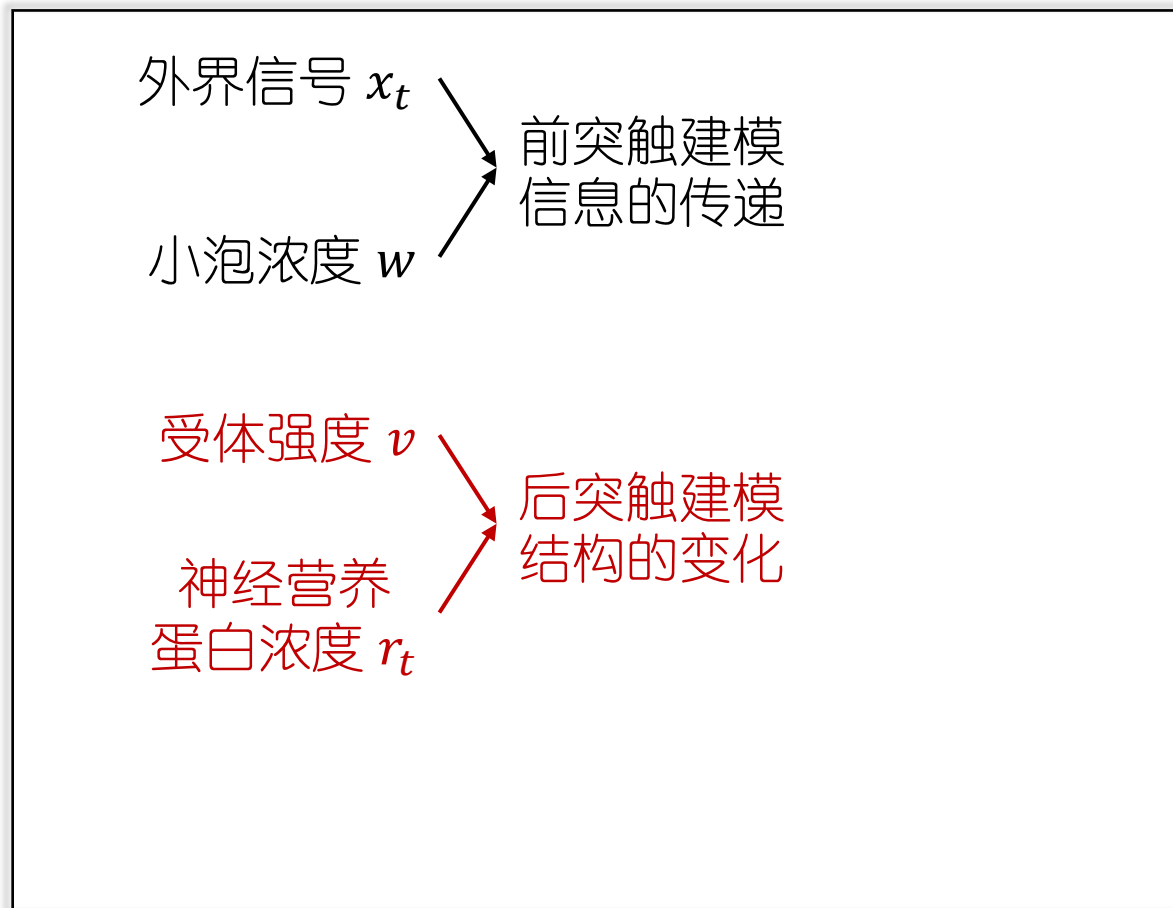 外界信号 x_t
前突触建模
信息的传递
小泡浓度 w
受体强度 v
后突触建模
结构的变化
神经营养
蛋白浓度 r_t